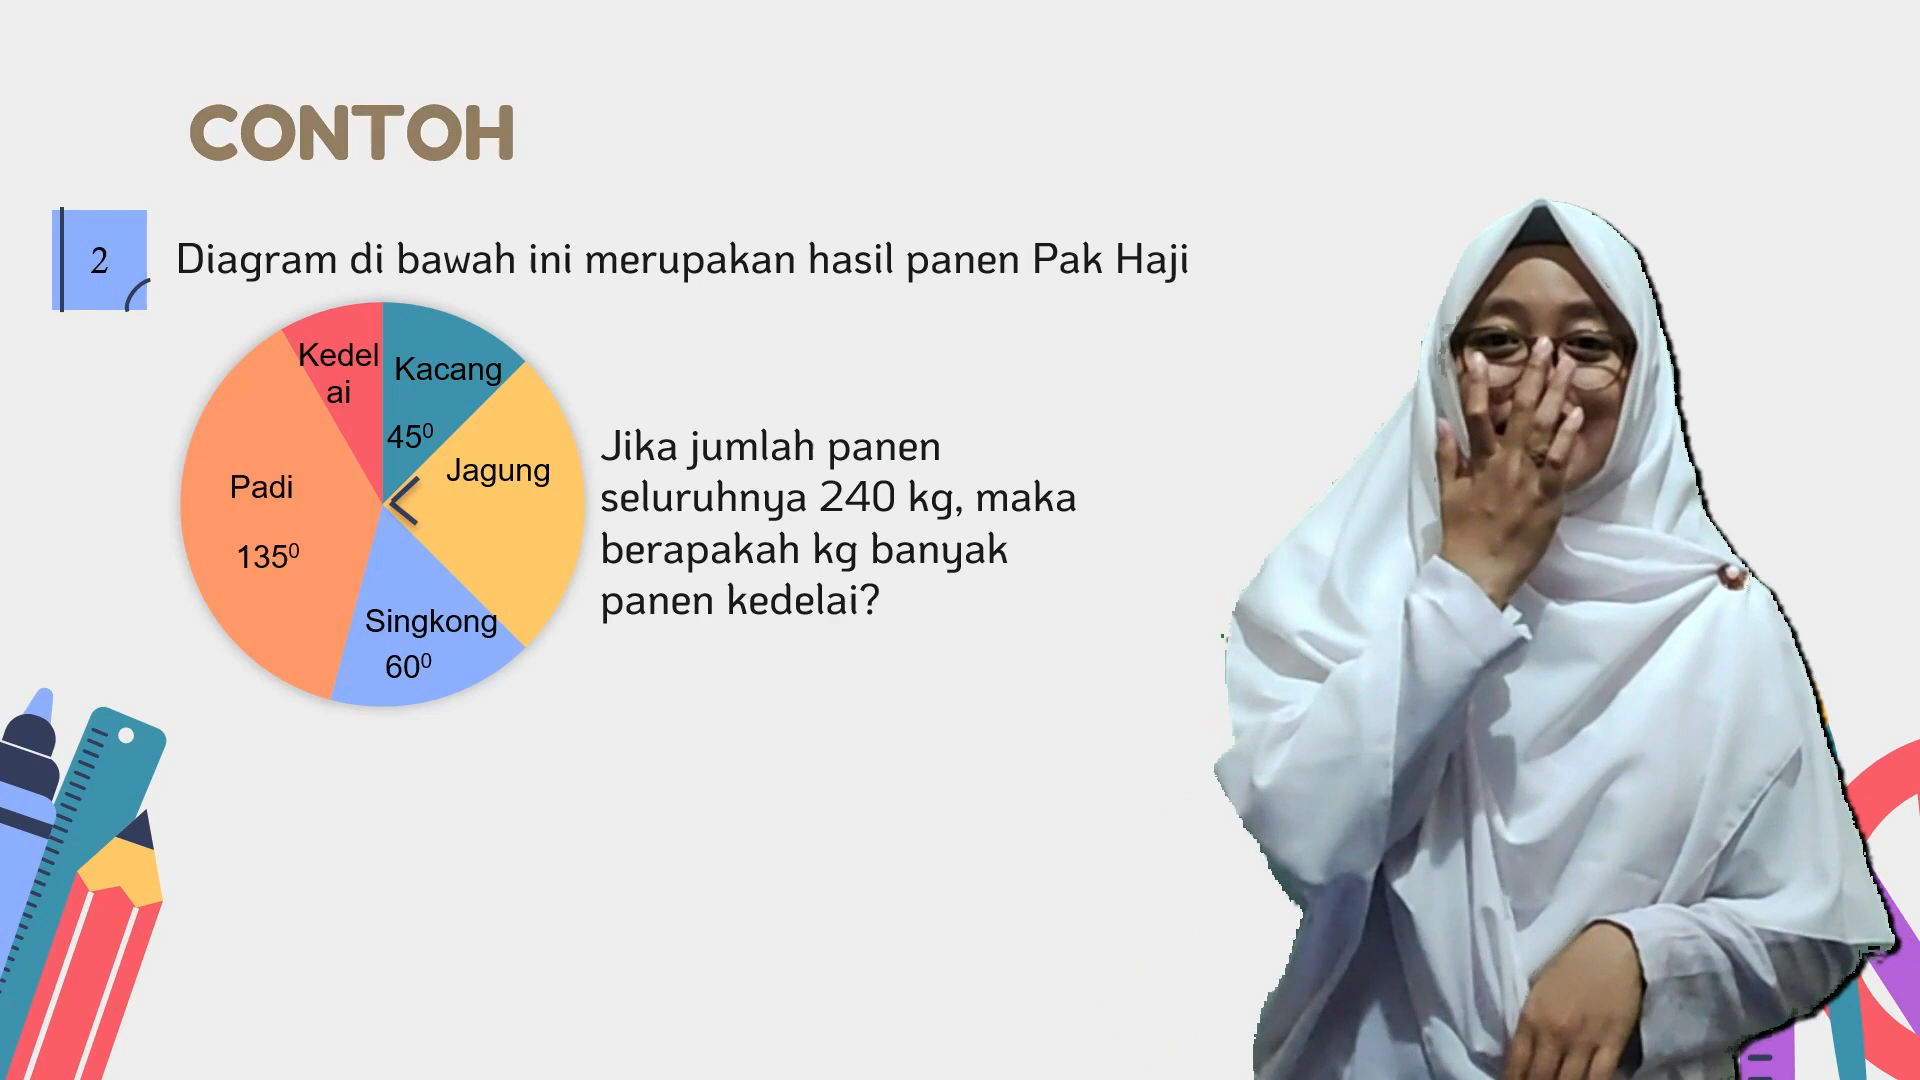 CONTOH
2
Diagram di bawah ini merupakan hasil panen Pak Haji
Kedel
ai
Kacang
45⁰
Jagung
Padi
135⁰
Singkong
60⁰
Jika jumlah panen
seluruhnya 240 kg, maka
berapakah kg banyak
panen kedelai?